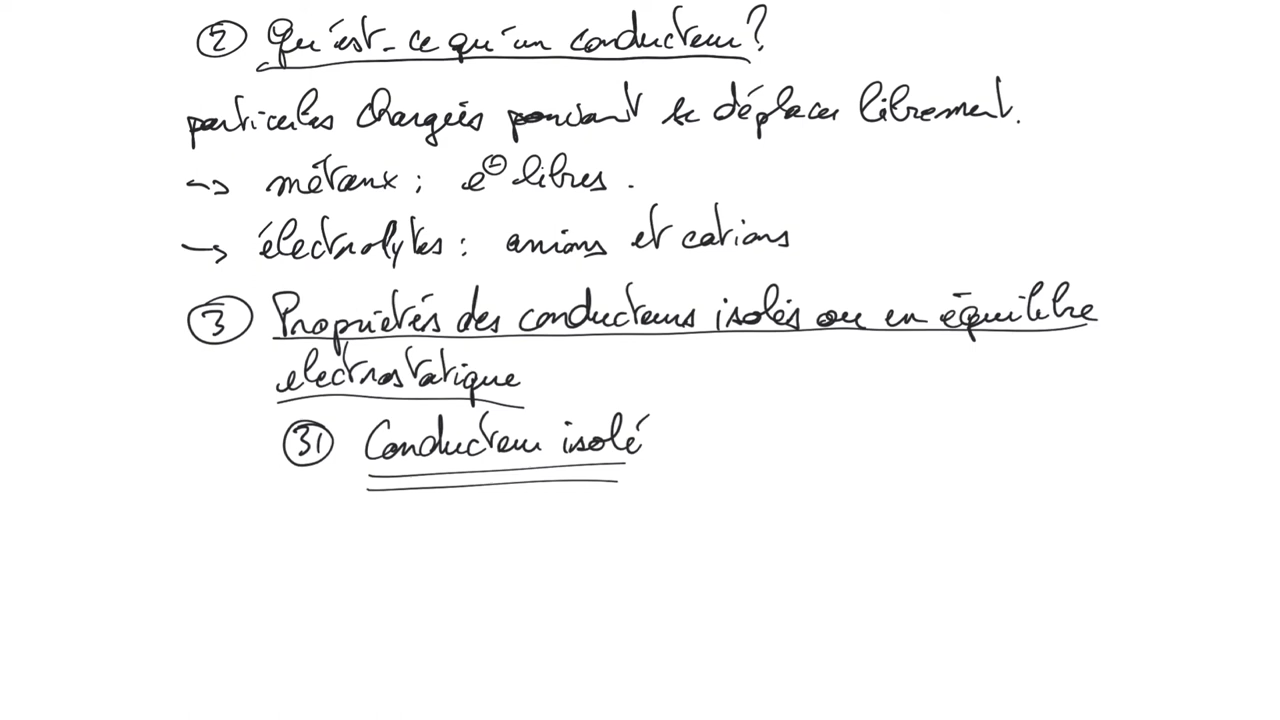 ② Qu'est-ce qu'un conducteur?
particules chargées pouvant se déplacer librement.
→ métaux: e⊖ libres.
→ électrolytes: anions et cations
③ Propriétés des conducteurs isolés ou en équilibre
electrostatique
㉛ Conducteur isolé